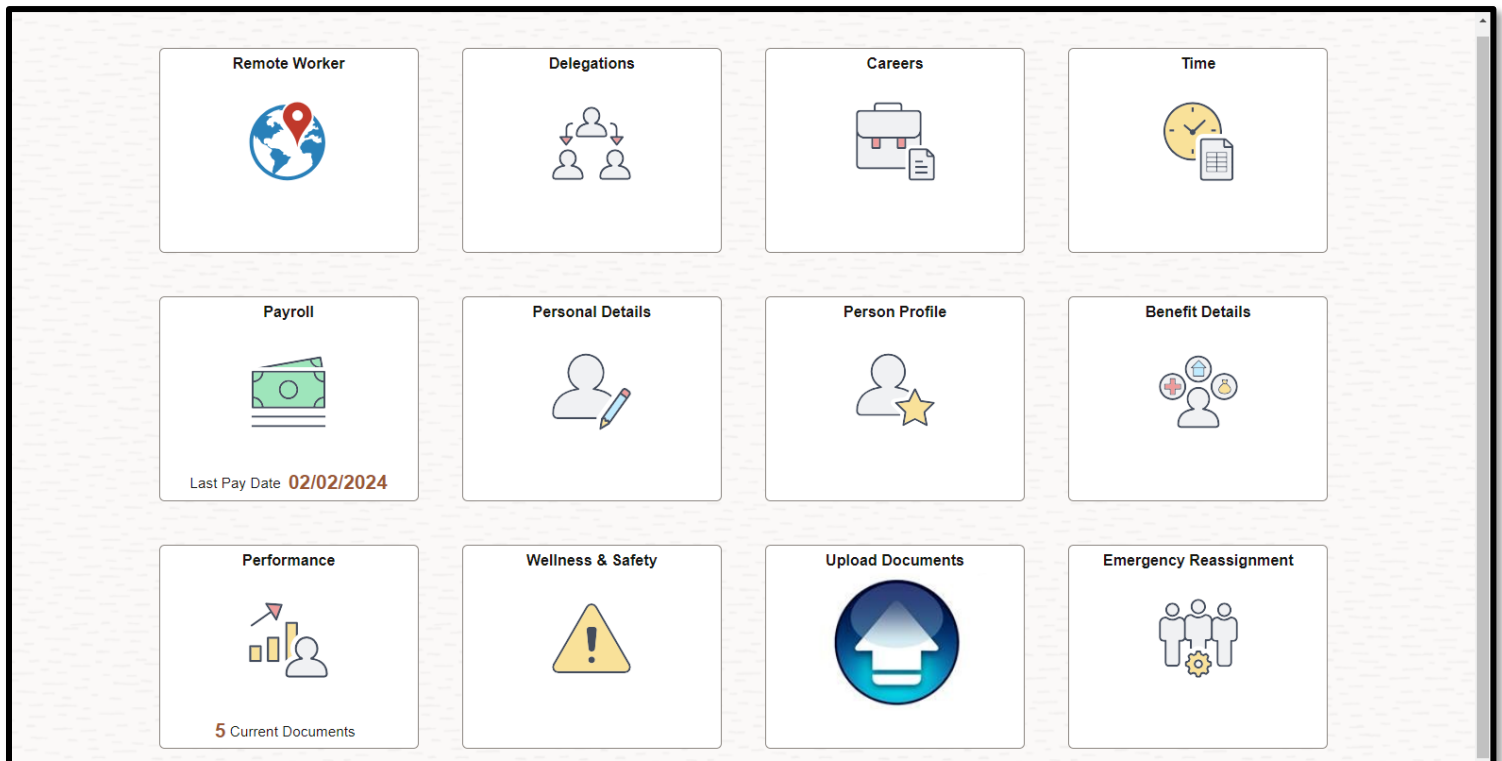 Remote Worker
Delegations
Careers
Time
Payroll
Last Pay Date 02/02/2024
Personal Details
Person Profile
Benefit Details
Performance
5 Current Documents
Wellness & Safety
Upload Documents
Emergency Reassignment